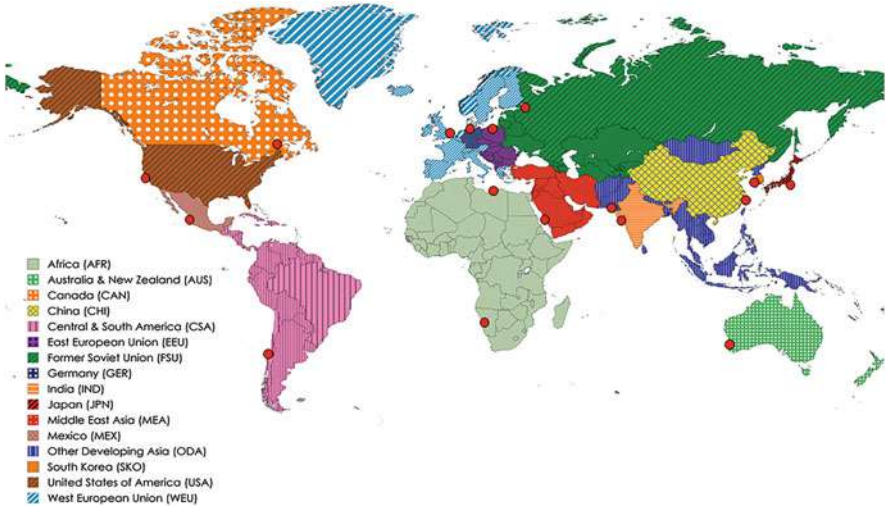 Africa (AFR)
Australia & New Zealand (AUS)
Canada (CAN)
China (CHI)
Central & South America (CSA)
East European Union (EEU)
Former Soviet Union (FSU)
Germany (GER)
India (IND)
Japan (JPN)
Middle East Asia (MEA)
Mexico (MEX)
Other Developing Asia (ODA)
South Korea (SKO)
United States of America (USA)
West European Union (WEU)